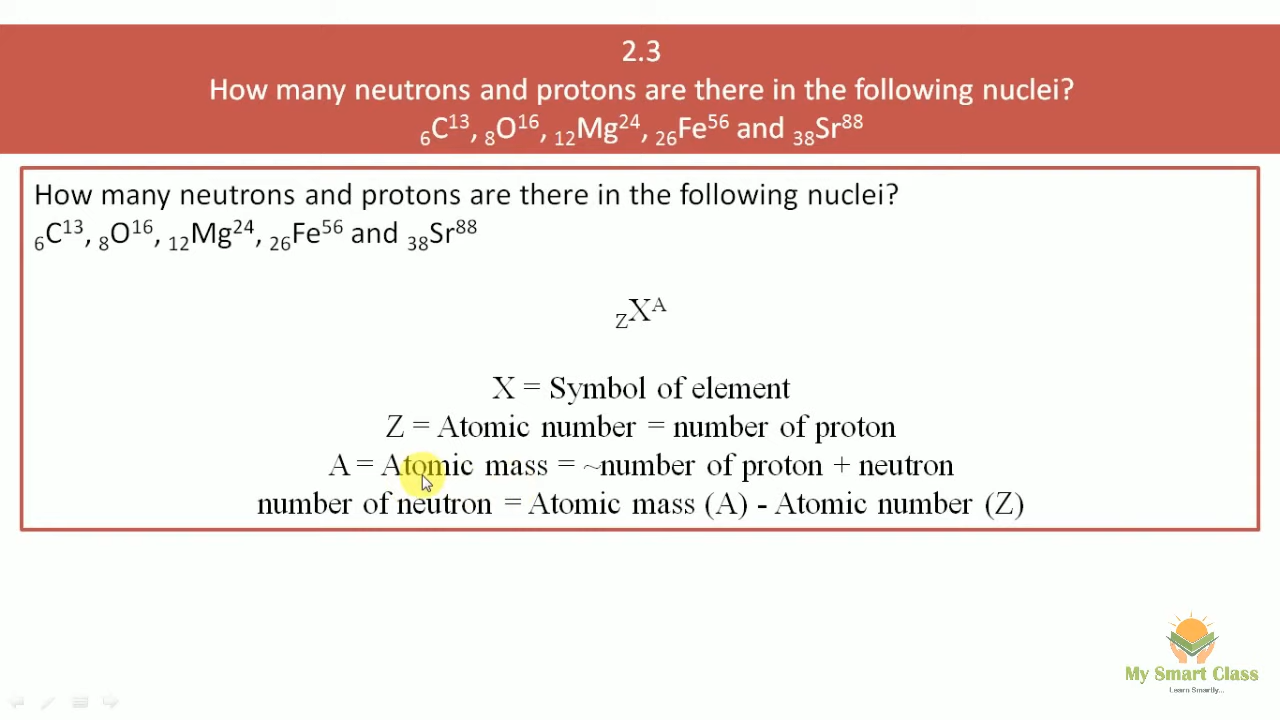 2.3
How many neutrons and protons are there in the following nuclei?
₆C¹³, ₈O¹⁶, ₁₂Mg²⁴, ₂₆Fe⁵⁶ and ₃₈Sr⁸⁸
How many neutrons and protons are there in the following nuclei?
₆C¹³, ₈O¹⁶, ₁₂Mg²⁴, ₂₆Fe⁵⁶ and ₃₈Sr⁸⁸
zXᴬ
X = Symbol of element
Z = Atomic number = number of proton
A = Atomic mass = ~number of proton + neutron
number of neutron = Atomic mass (A) - Atomic number (Z)
My Smart Class
Learn Smartly...